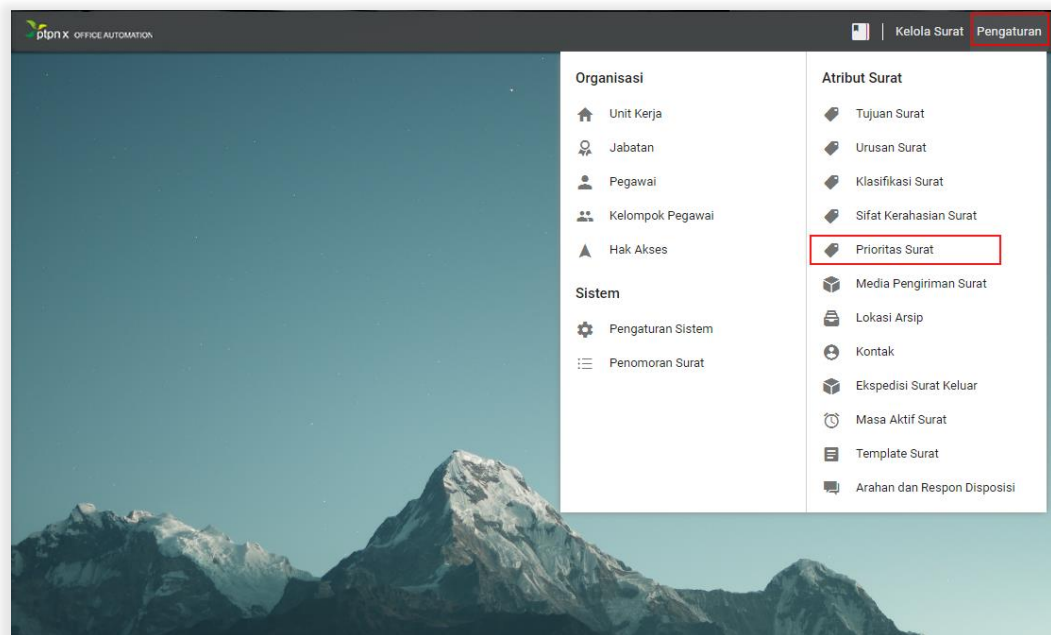 ptpn x OFFICE AUTOMATION
Kelola Surat Pengaturan
Organisasi
Unit Kerja
Jabatan
Pegawai
Kelompok Pegawai
Hak Akses
Sistem
Pengaturan Sistem
Penomoran Surat
Atribut Surat
Tujuan Surat
Urusan Surat
Klasifikasi Surat
Sifat Kerahasian Surat
Prioritas Surat
Media Pengiriman Surat
Lokasi Arsip
Kontak
Ekspedisi Surat Keluar
Masa Aktif Surat
Template Surat
Arahan dan Respon Disposisi